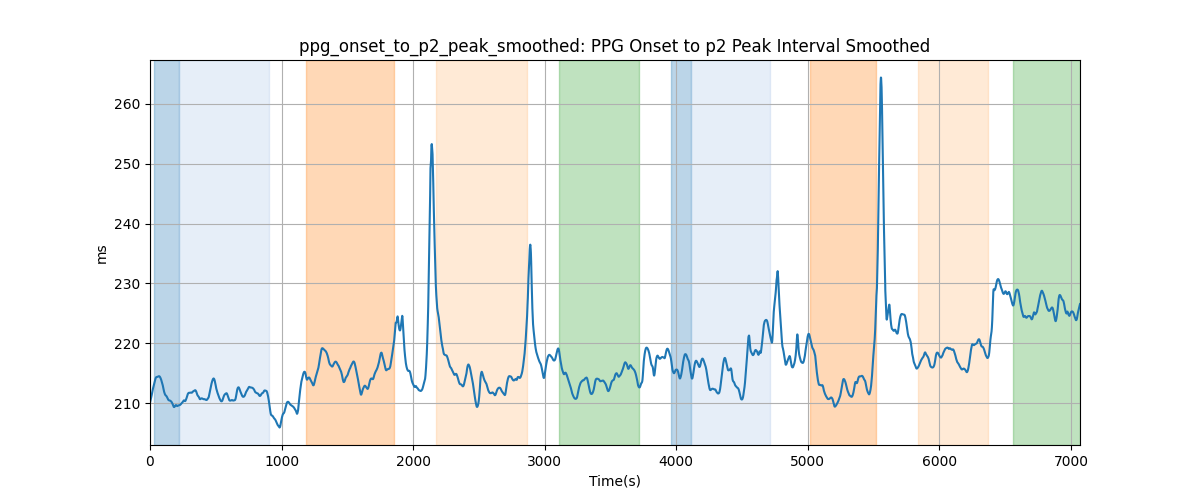 ppg_onset_to_p2_peak_smoothed: PPG Onset to p2 Peak Interval Smoothed
260
250
240
230
220
210
ms
0 1000 2000 3000 4000 5000 6000 7000
Time(s)